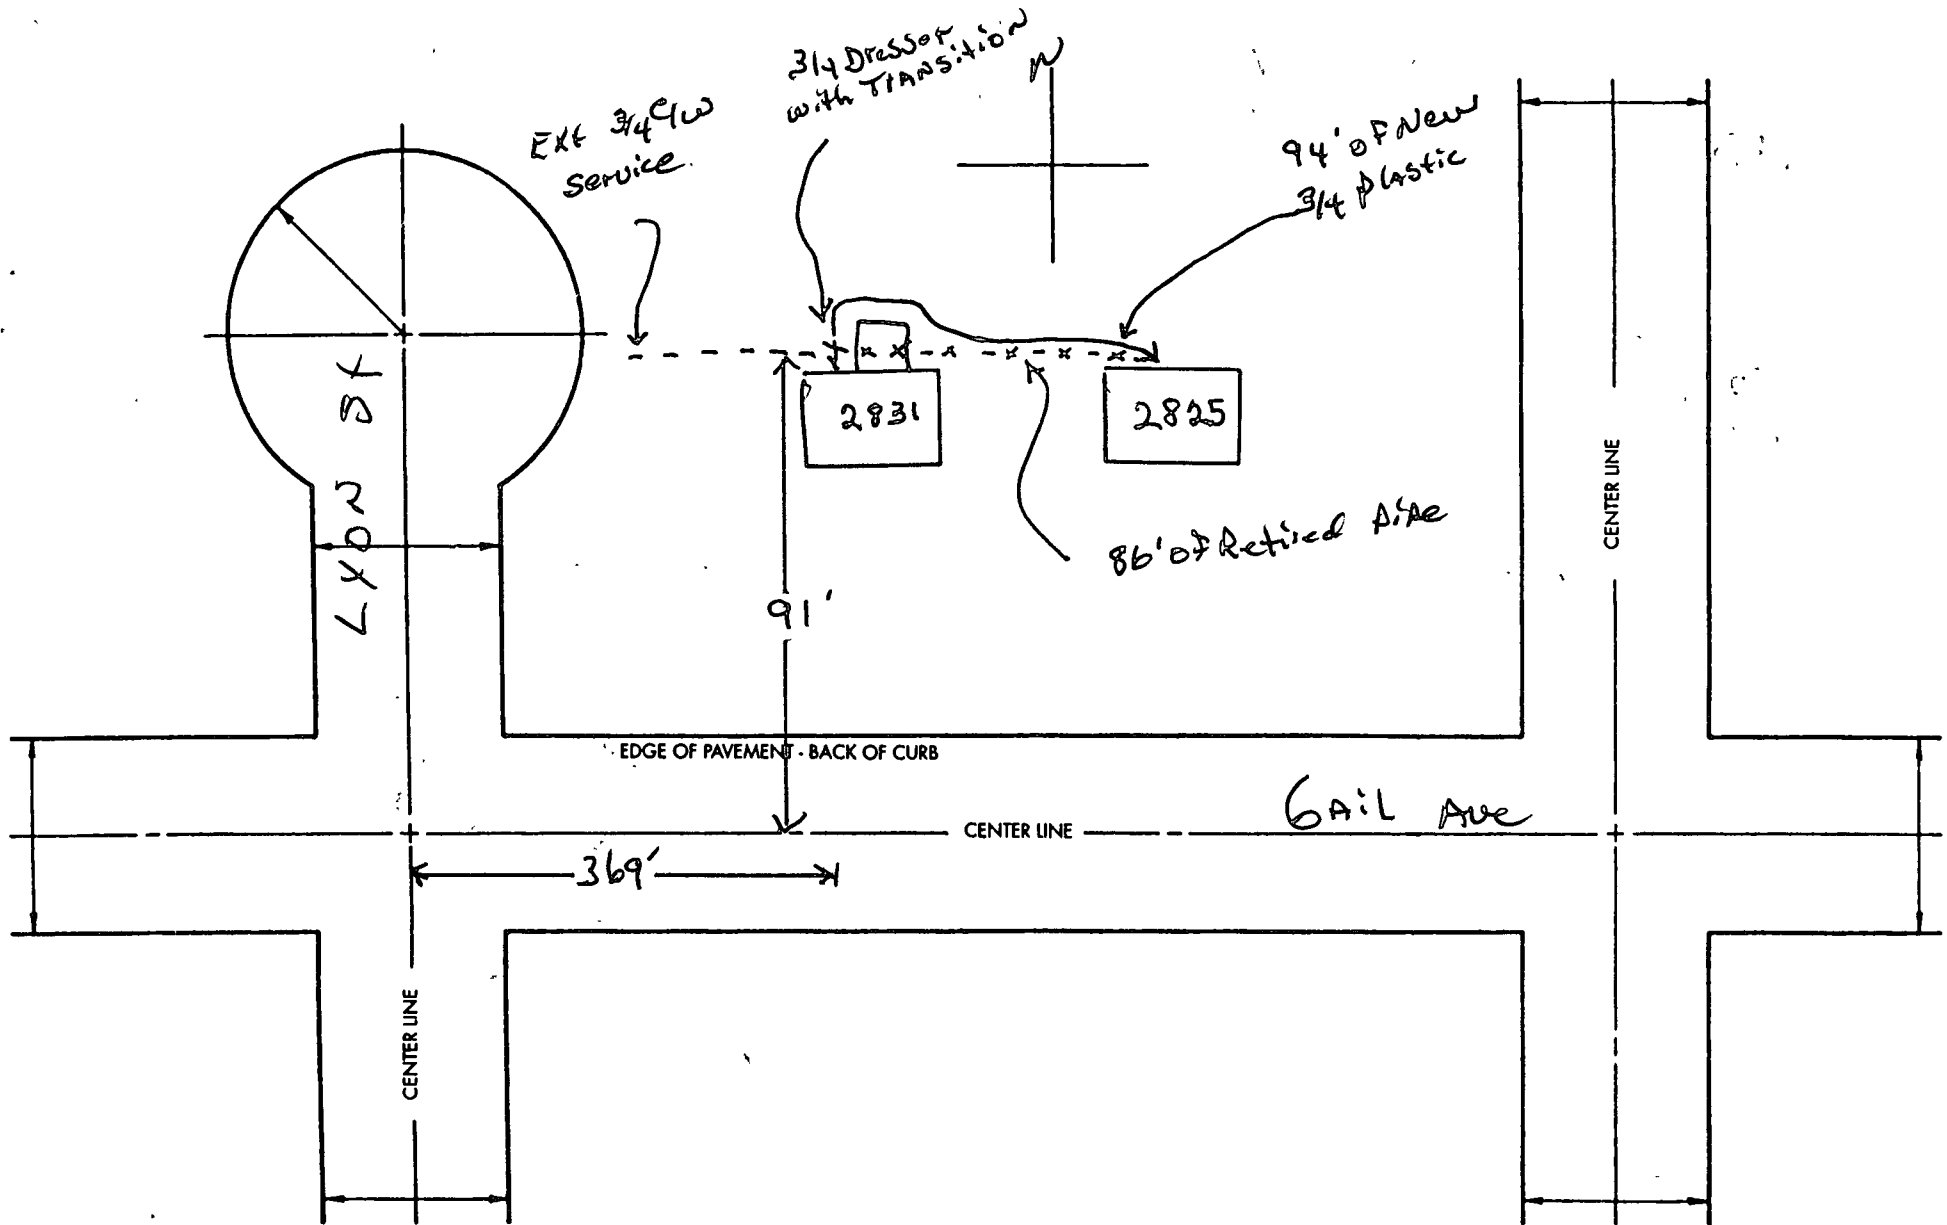 3/4 Dresser
with TRANSition
N
Ext 3/4 C/W
Service.
94' of New
3/4 plastic
2831
2825
86' of Retired Pipe
LYON ST
91'
CENTER LINE
EDGE OF PAVEMENT - BACK OF CURB
GAiL Ave
CENTER LINE
369'
CENTER LINE